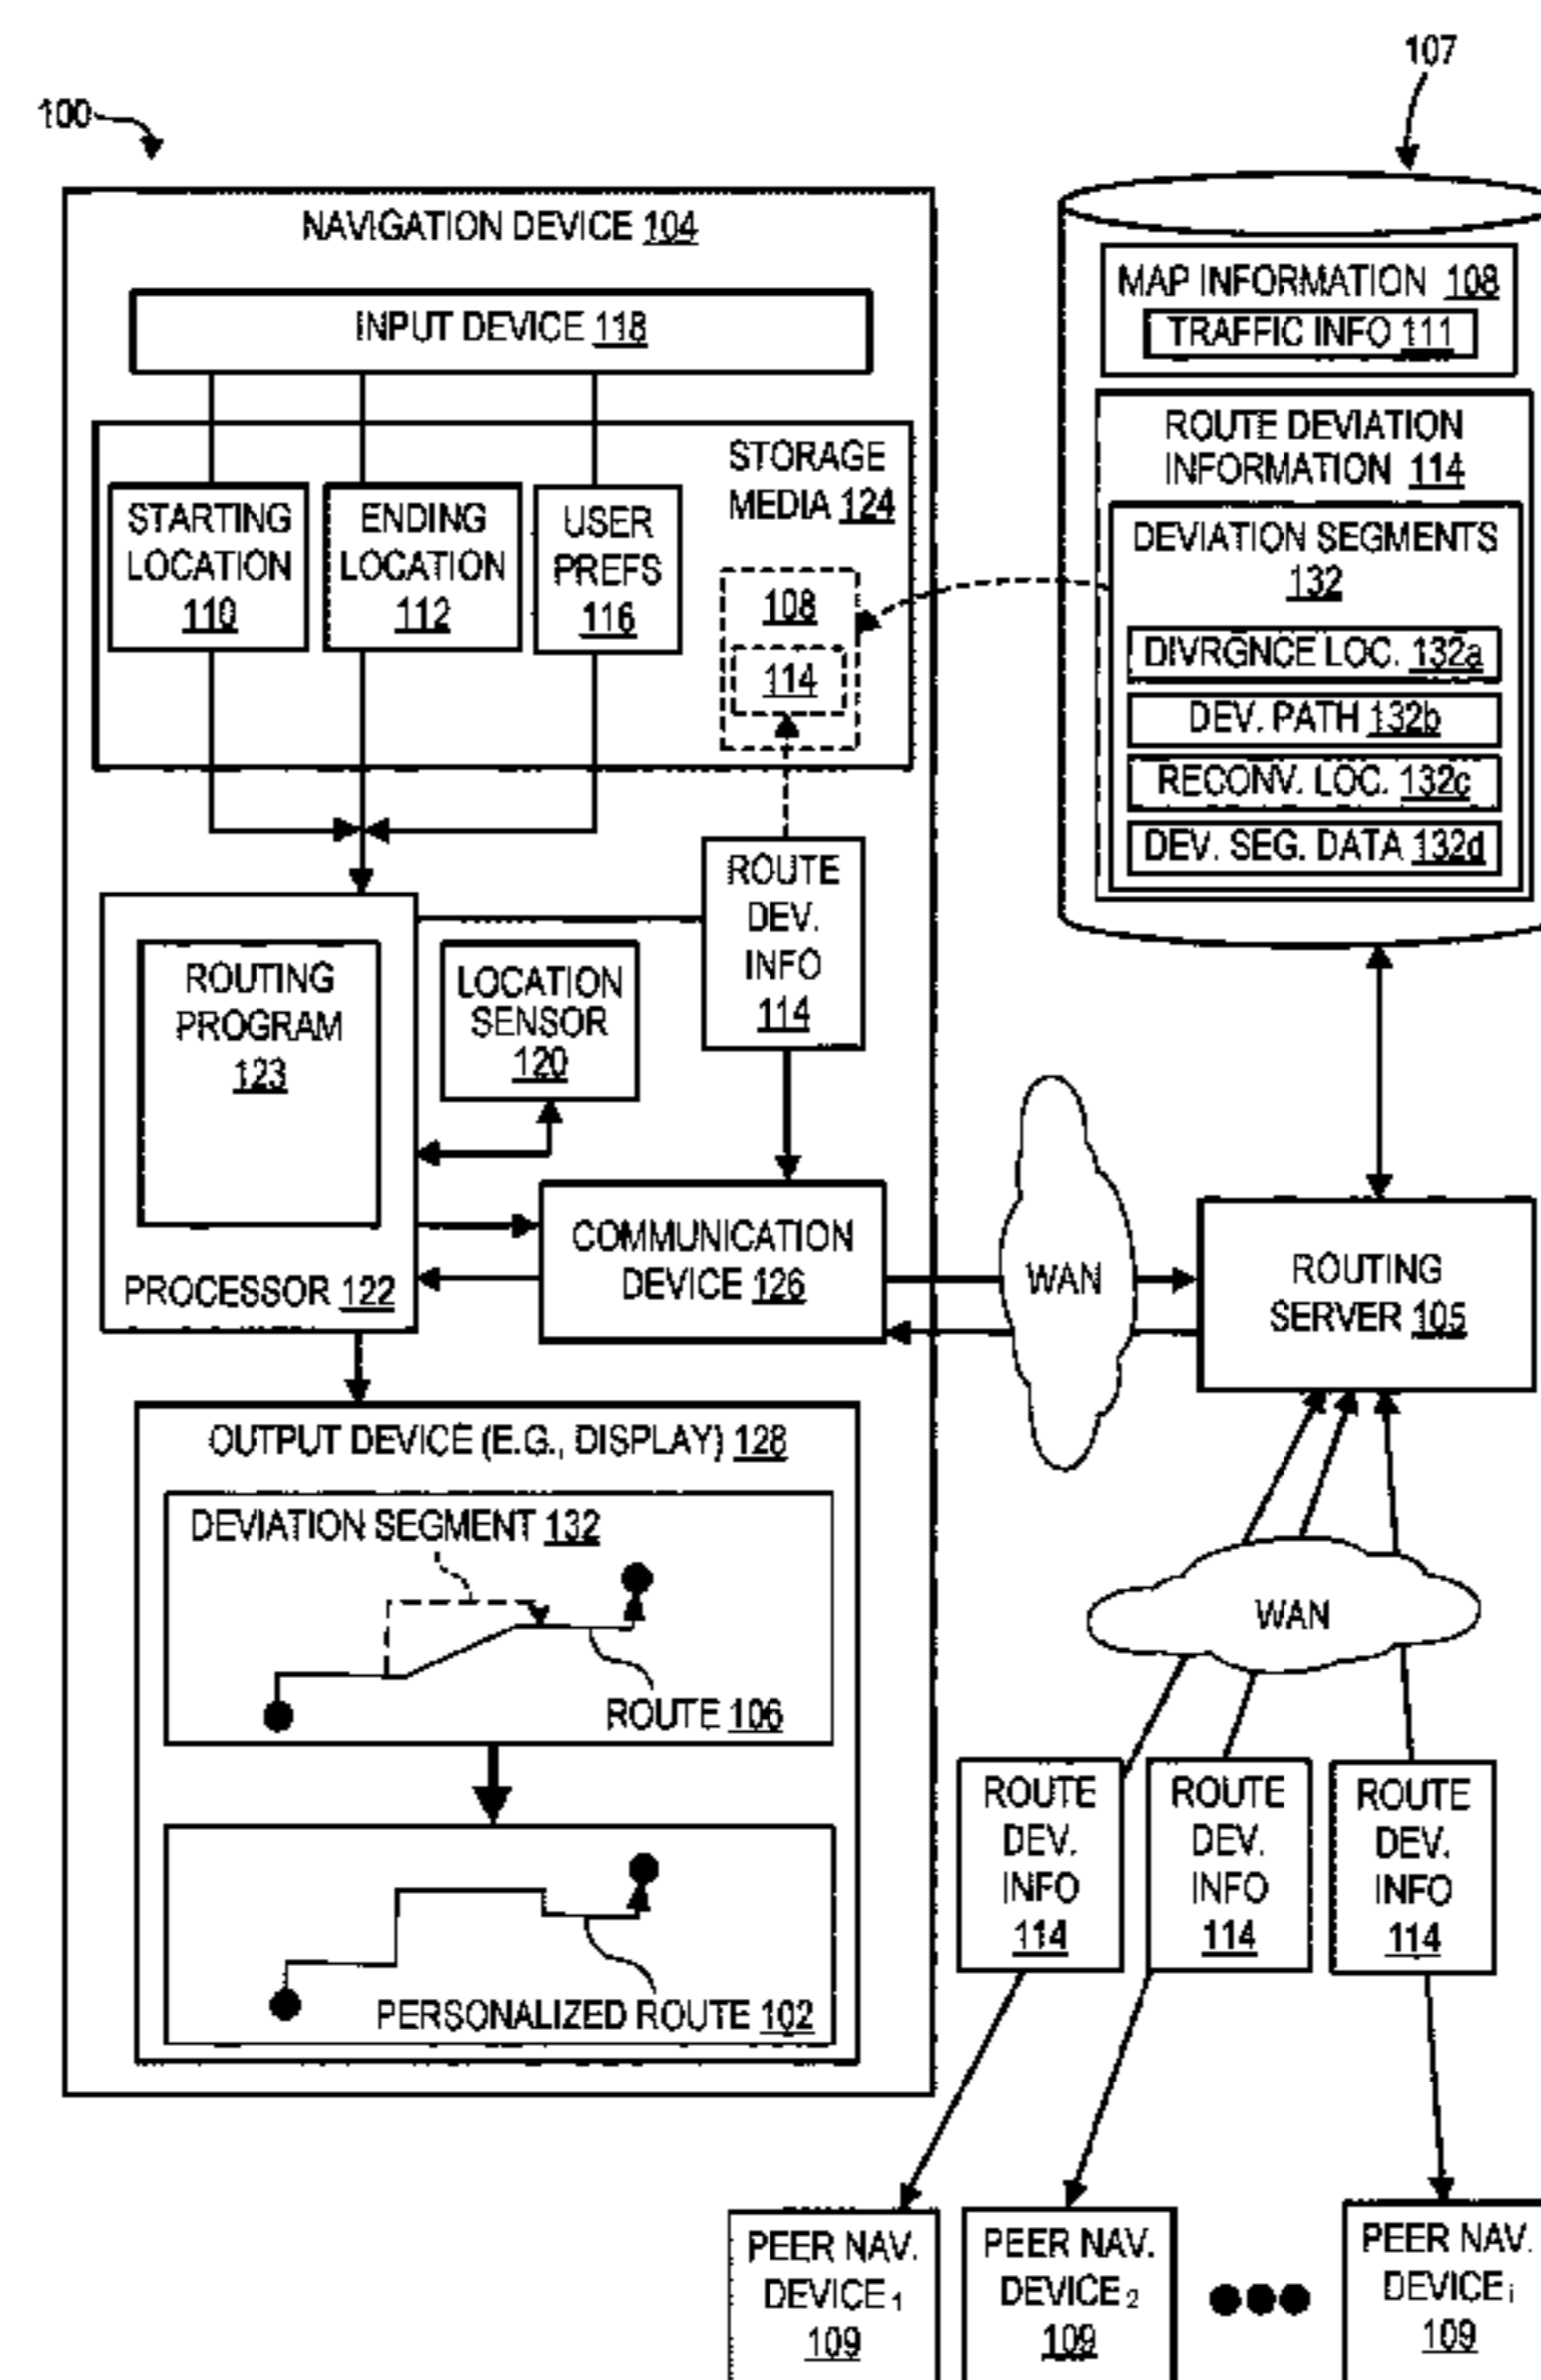 100
107
NAVIGATION DEVICE 104
INPUT DEVICE 118
STORAGE
MEDIA 124
STARTING
LOCATION
110
ENDING
LOCATION
112
USER
PREFS
116
108
114
MAP INFORMATION 108
TRAFFIC INFO 111
ROUTE DEVIATION
INFORMATION 114
DEVIATION SEGMENTS
132
DIVRGNCE LOC. 132a
DEV. PATH 132b
RECONV. LOC. 132c
DEV. SEG. DATA 132d
ROUTING
PROGRAM
123
PROCESSOR 122
LOCATION
SENSOR
120
ROUTE
DEV.
INFO
114
COMMUNICATION
DEVICE 126
WAN
ROUTING
SERVER 105
OUTPUT DEVICE (E.G., DISPLAY) 128
DEVIATION SEGMENT 132
ROUTE 106
PERSONALIZED ROUTE 102
WAN
ROUTE
DEV.
INFO
114
ROUTE
DEV.
INFO
114
ROUTE
DEV.
INFO
114
PEER NAV.
DEVICE 1
109
PEER NAV.
DEVICE 2
109
PEER NAV.
DEVICE i
109